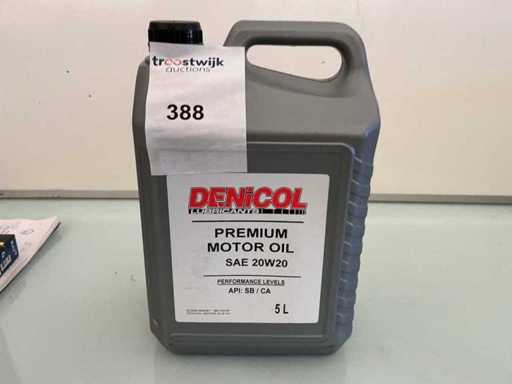 troostwijk
auctions
388
DENICOL
LUBRICANTS
PREMIUM
MOTOR OIL
SAE 20W20
PERFORMANCE LEVELS
API: SB / CA
5 L